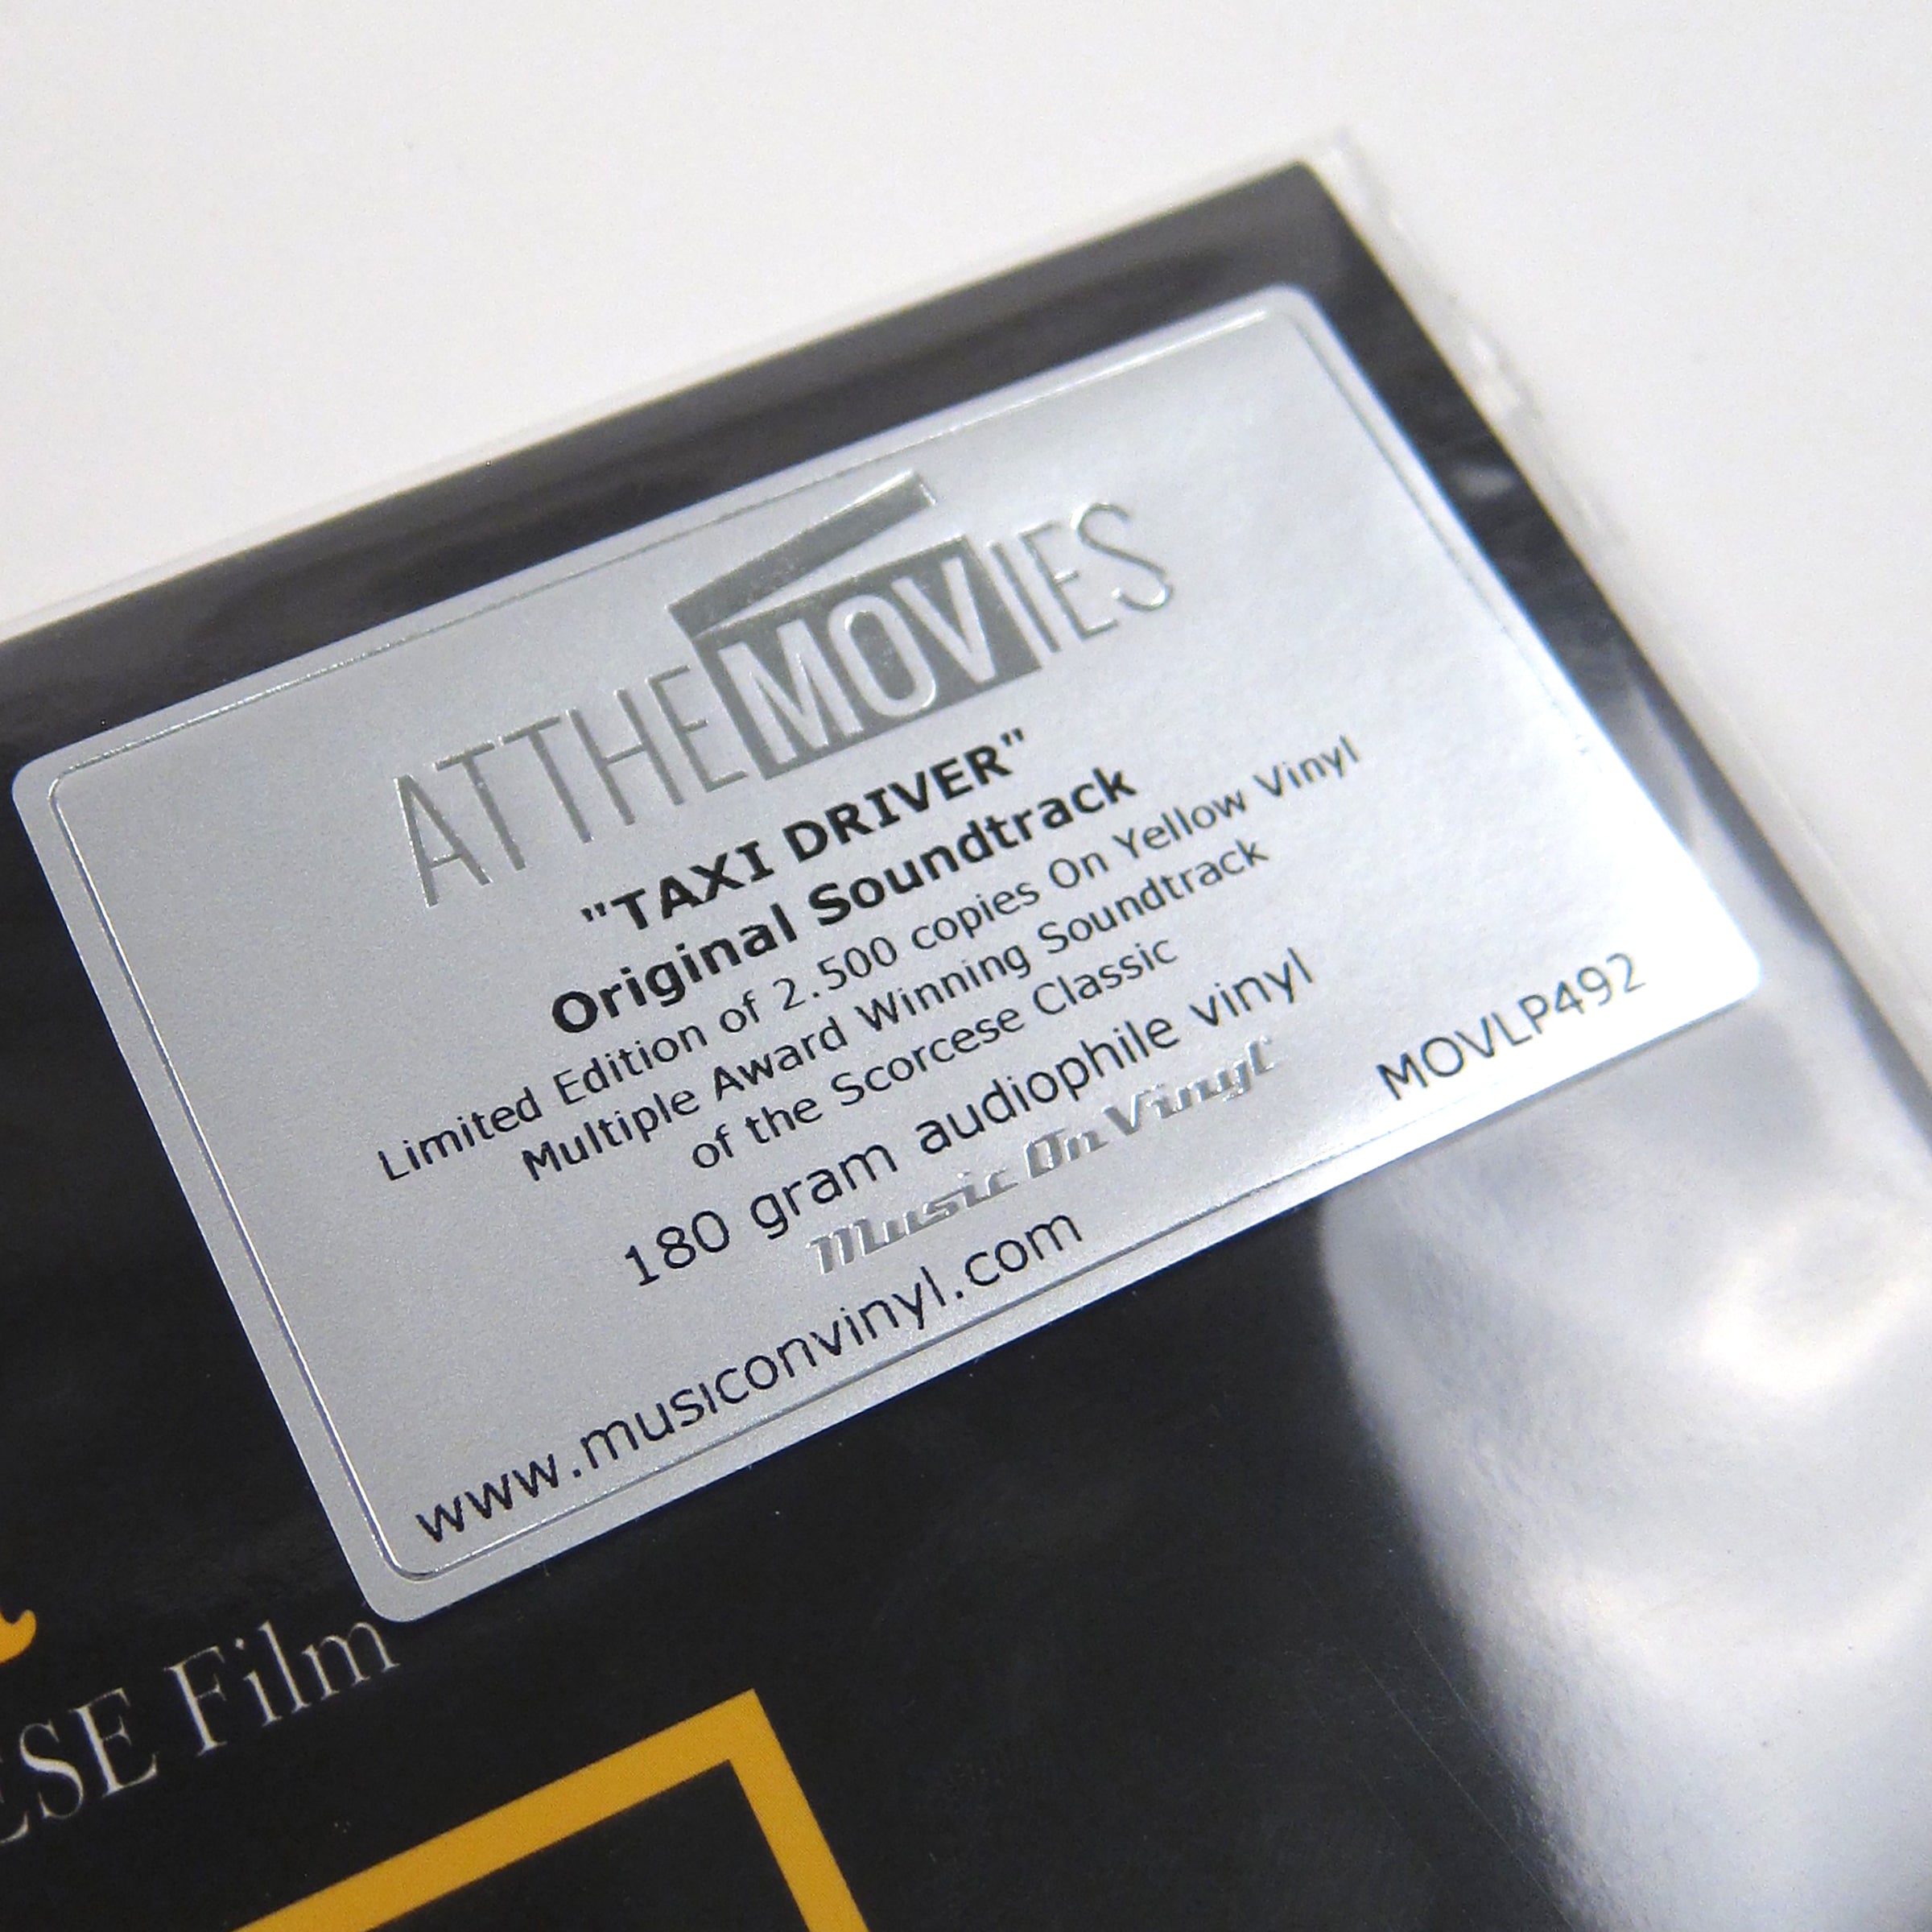 ATTHEMOVIES
"TAXI DRIVER"
Original Soundtrack
Limited Edition of 2.500 copies On Yellow Vinyl
Multiple Award Winning Soundtrack
of the Scorcese Classic
180 gram audiophile vinyl
Music On Vinyl
www.musiconvinyl.com
MOVLP492
ESE Film